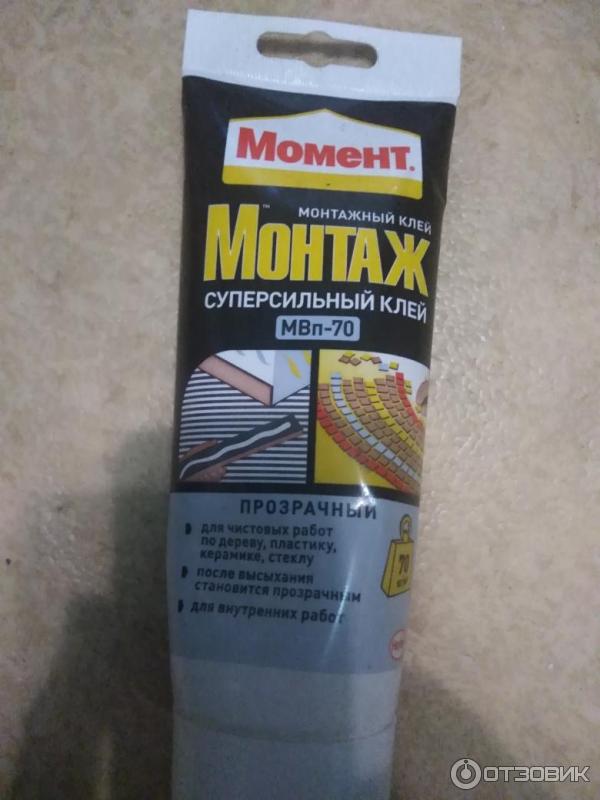 Момент.
МОНТАЖНЫЙ КЛЕЙ
МОНТАЖ™
СУПЕРСИЛЬНЫЙ КЛЕЙ
МВп-70
ПРОЗРАЧНЫЙ
для чистовых работ
по дереву, пластику,
керамике, стеклу
после высыхания
становится прозрачным
для внутренних работ
70
ОТЗОВИК